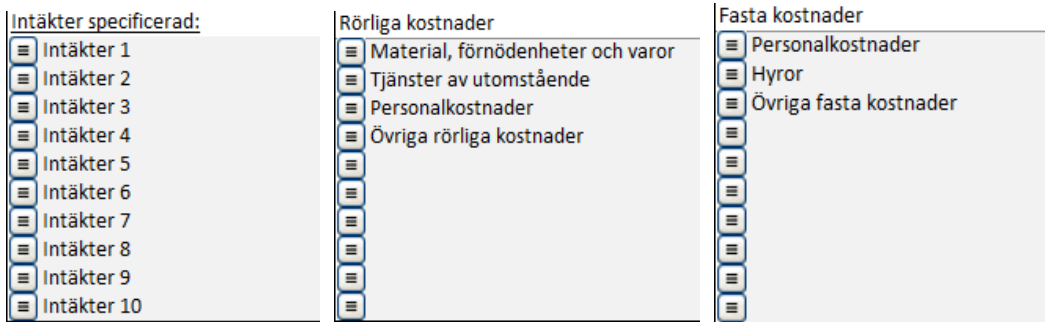 Intäkter specificerad:
Intäkter 1
Intäkter 2
Intäkter 3
Intäkter 4
Intäkter 5
Intäkter 6
Intäkter 7
Intäkter 8
Intäkter 9
Intäkter 10
Rörliga kostnader
Material, förnödenheter och varor
Tjänster av utomstående
Personalkostnader
Övriga rörliga kostnader
Fasta kostnader
Personalkostnader
Hyror
Övriga fasta kostnader